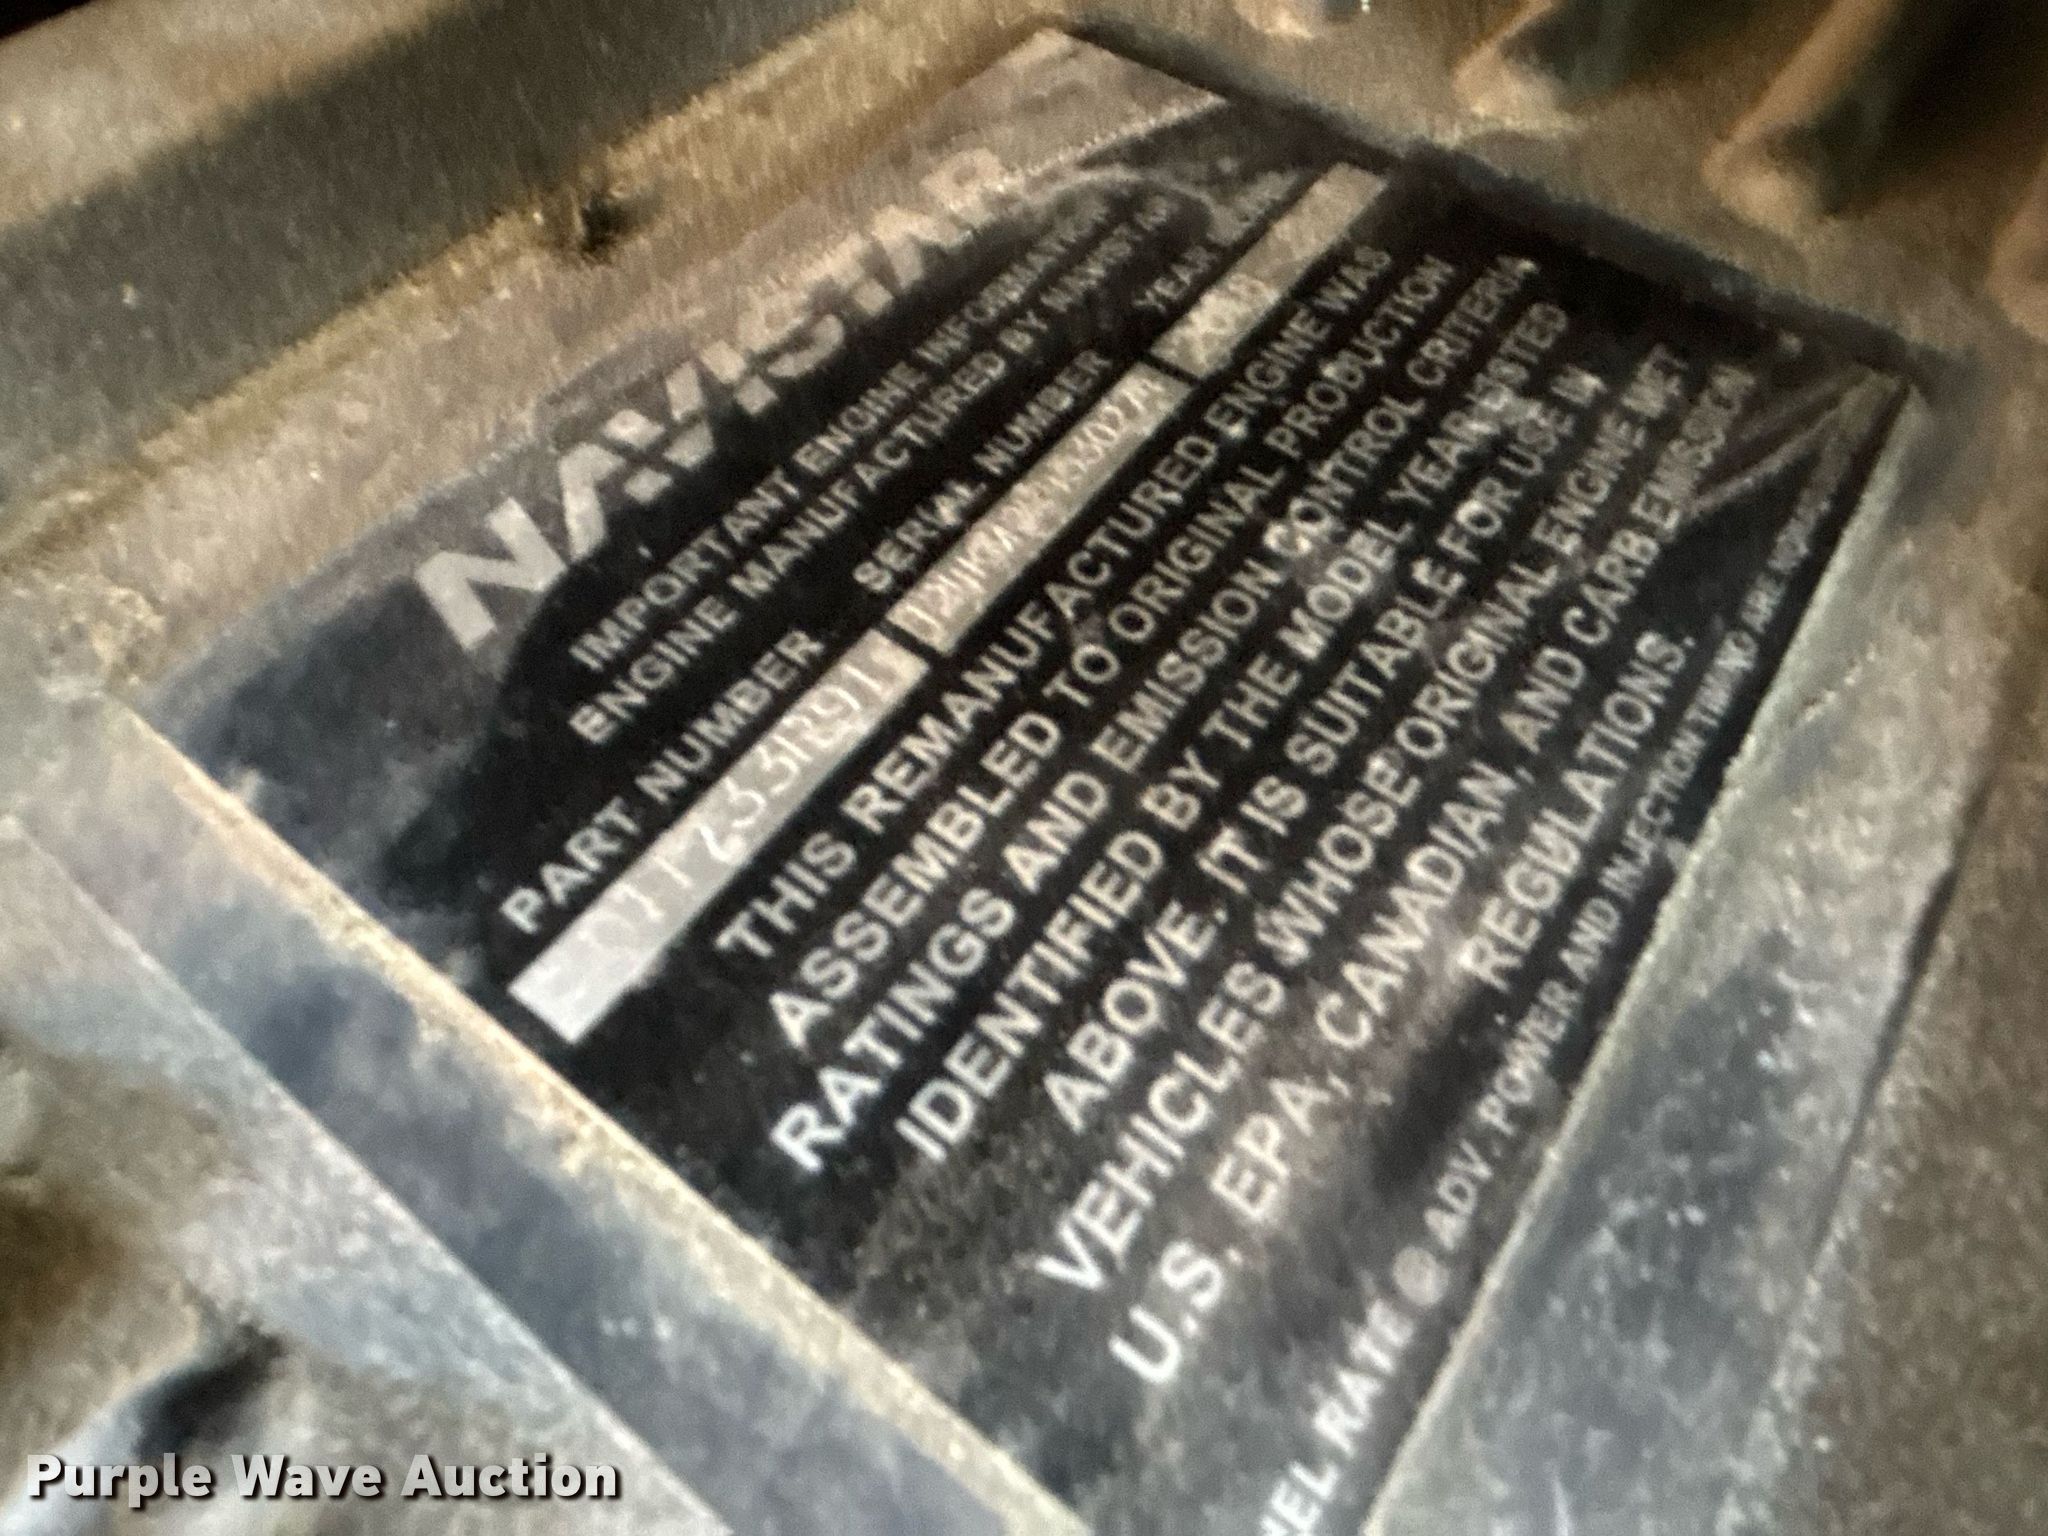 NAVISTAR
IMPORTANT ENGINE INFORMATION
ENGINE MANUFACTURED BY NAVISTAR
PART NUMBER SERIAL NUMBER YEAR
THIS REMANUFACTURED ENGINE WAS
ASSEMBLED TO ORIGINAL PRODUCTION
RATINGS AND EMISSION CONTROL CRITERIA
IDENTIFIED BY THE MODEL YEAR LISTED
ABOVE. IT IS SUITABLE FOR USE IN
VEHICLES WHOSE ORIGINAL ENGINE MET
U.S. EPA, CANADIAN, AND CARB EMISSION
REGULATIONS.
RATE @ ADV. POWER AND INJECTION TIMING ARE
Purple Wave Auction